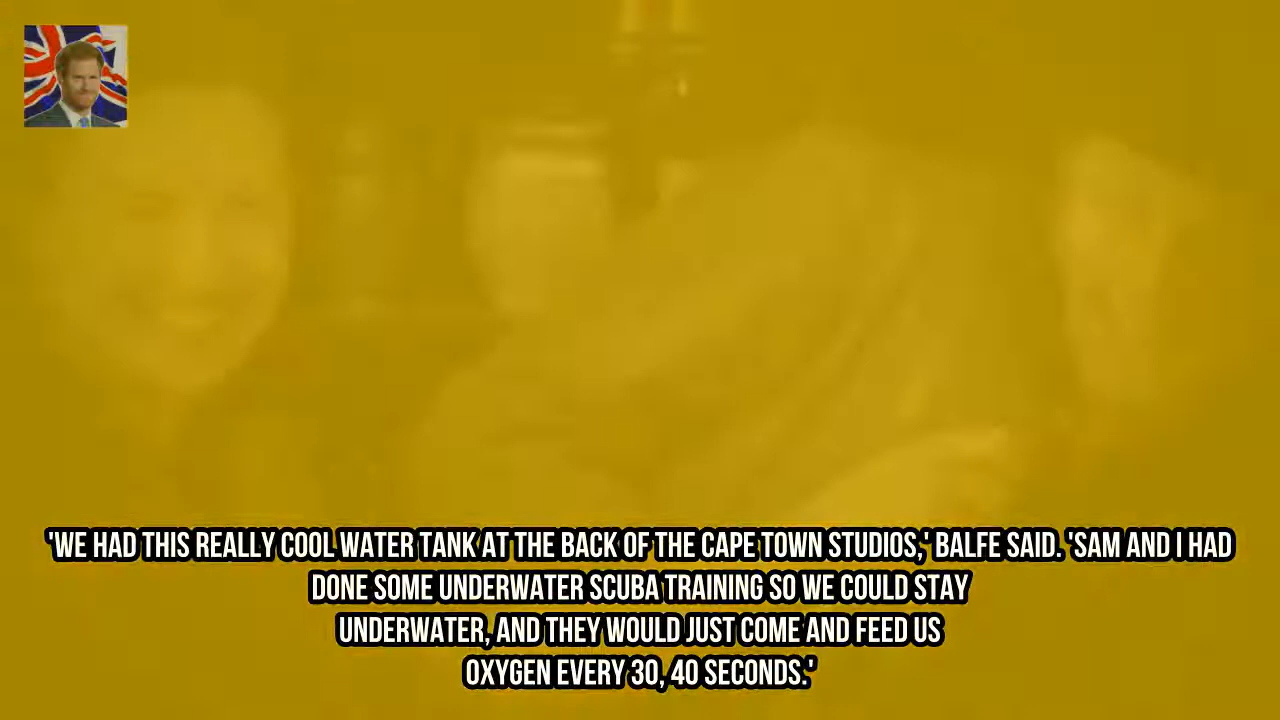 'WE HAD THIS REALLY COOL WATER TANK AT THE BACK OF THE CAPE TOWN STUDIOS,' BALFE SAID. 'SAM AND I HAD
DONE SOME UNDERWATER SCUBA TRAINING SO WE COULD STAY
UNDERWATER, AND THEY WOULD JUST COME AND FEED US
OXYGEN EVERY 30, 40 SECONDS.'